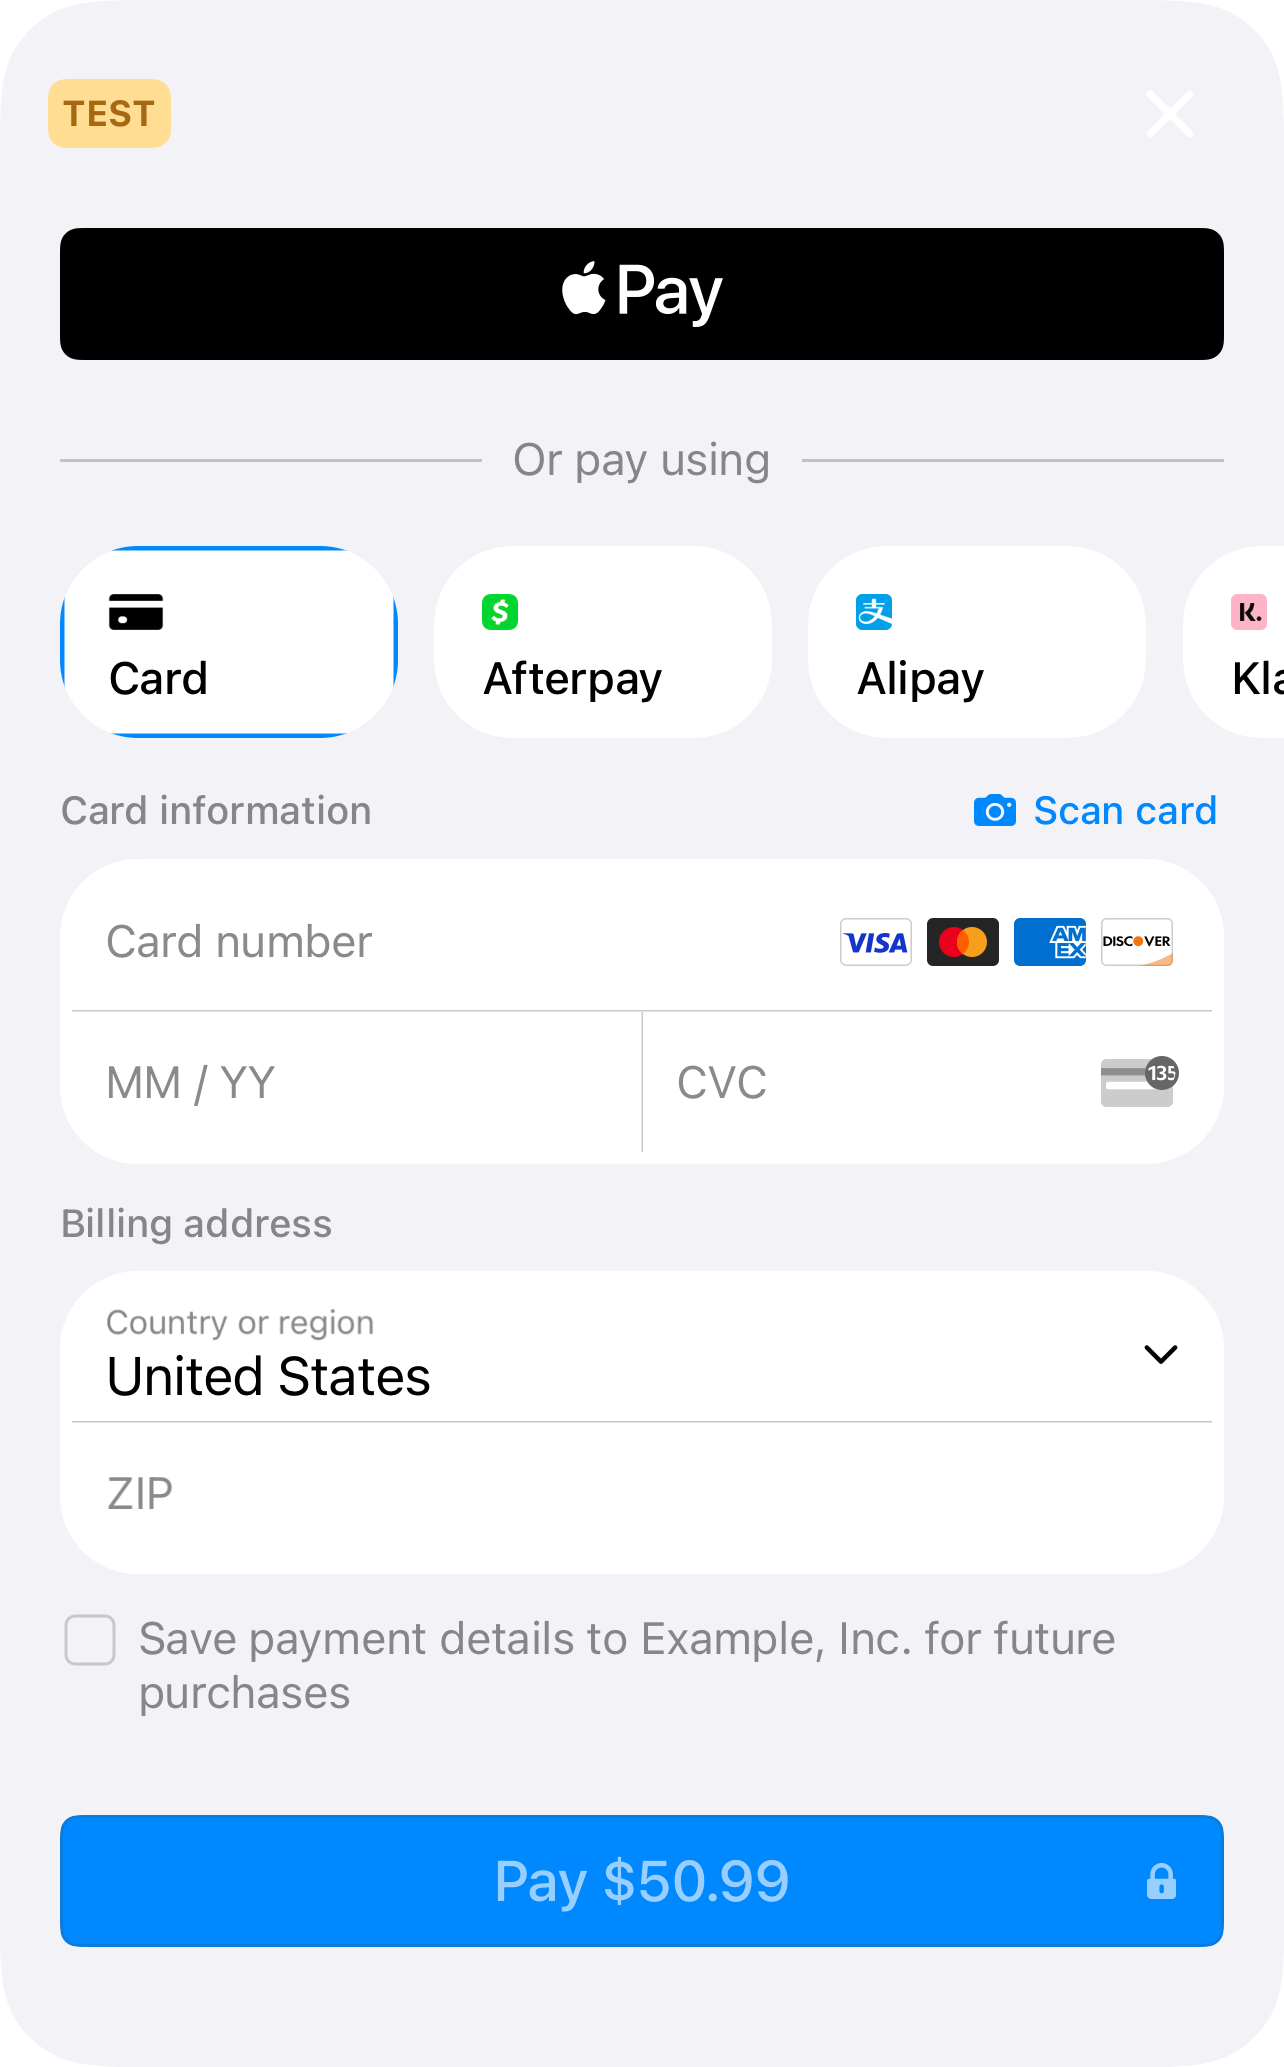 TEST
Pay
Or pay using
Card
Afterpay
Alipay
Kla
Card information
Scan card
Card number
VISA
AM
EX
DISCOVER
MM / YY
CVC
135
Billing address
Country or region
United States
ZIP
Save payment details to Example, Inc. for future
purchases
Pay $50.99